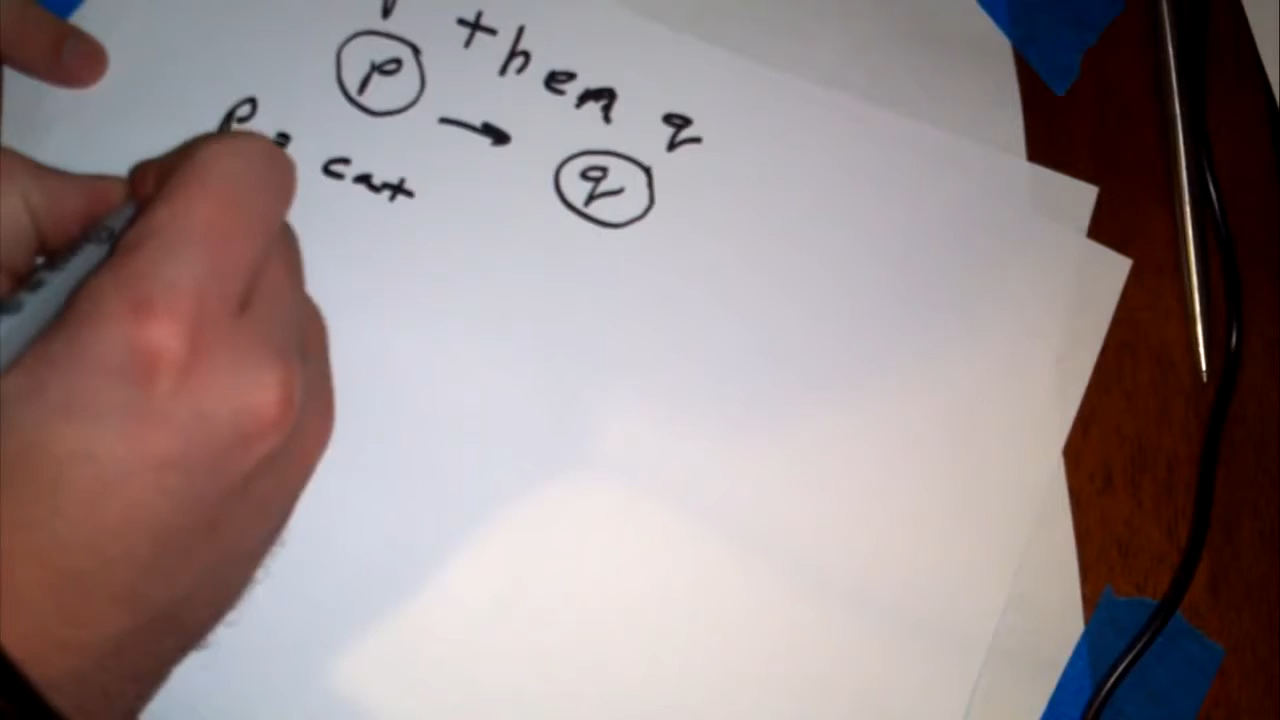 then q
p → q
p = cat